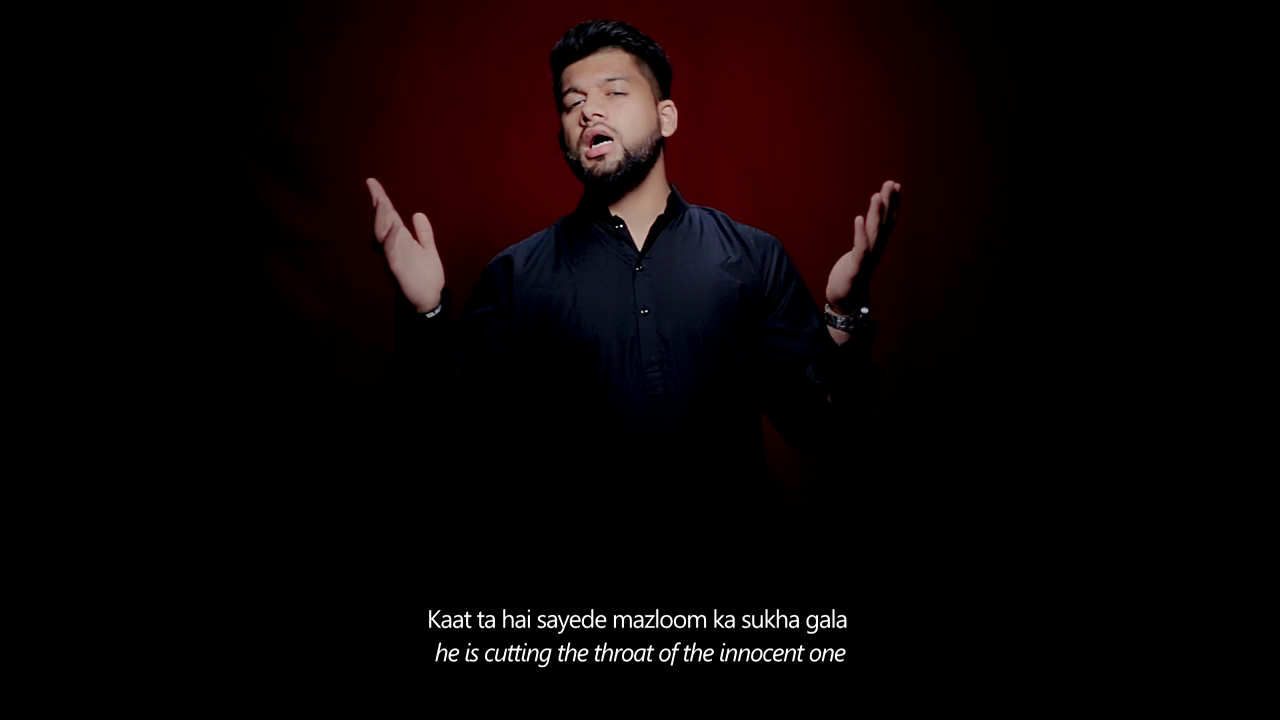 Kaat ta hai sayede mazloom ka sukha gala
he is cutting the throat of the innocent one